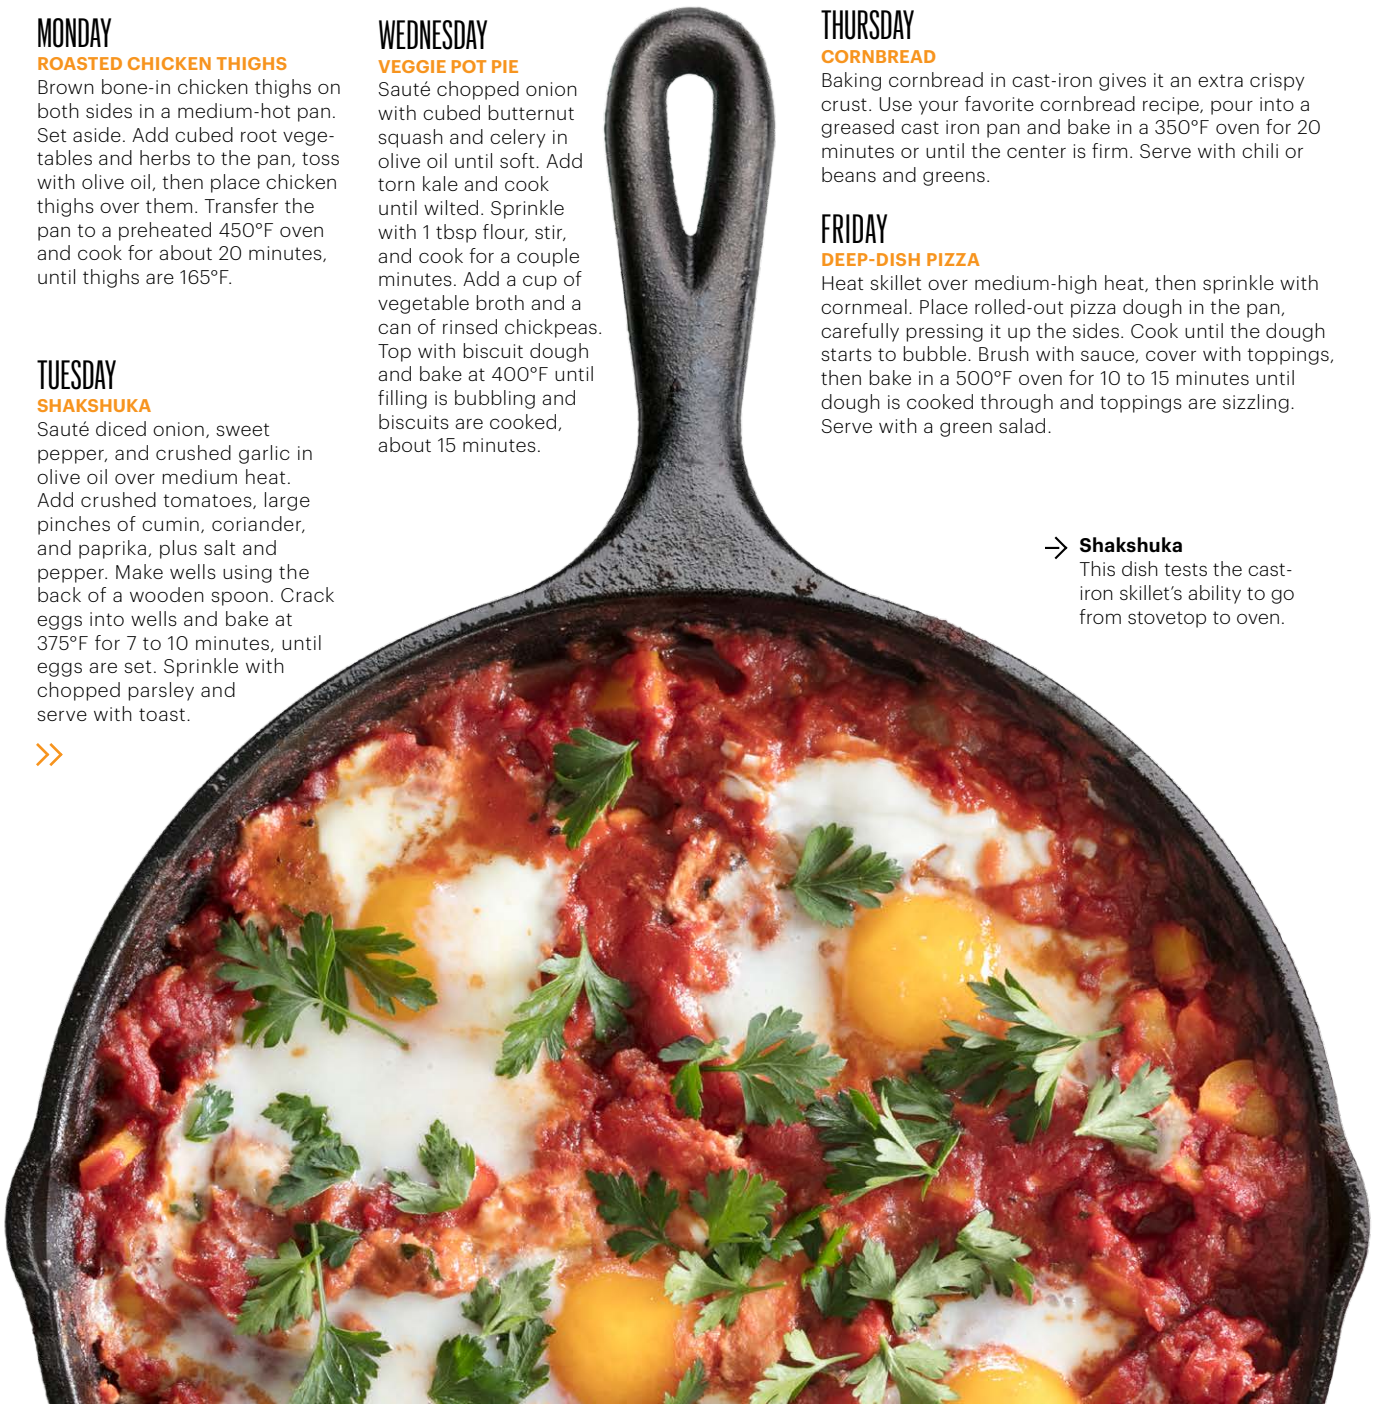 MONDAY
ROASTED CHICKEN THIGHS
Brown bone-in chicken thighs on
both sides in a medium-hot pan.
Set aside. Add cubed root vege-
tables and herbs to the pan, toss
with olive oil, then place chicken
thighs over them. Transfer the
pan to a preheated 450°F oven
and cook for about 20 minutes,
until thighs are 165°F.
TUESDAY
SHAKSHUKA
Sauté diced onion, sweet
pepper, and crushed garlic in
olive oil over medium heat.
Add crushed tomatoes, large
pinches of cumin, coriander,
and paprika, plus salt and
pepper. Make wells using the
back of a wooden spoon. Crack
eggs into wells and bake at
375°F for 7 to 10 minutes, until
eggs are set. Sprinkle with
chopped parsley and
serve with toast.
WEDNESDAY
VEGGIE POT PIE
Sauté chopped onion
with cubed butternut
squash and celery in
olive oil until soft. Add
torn kale and cook
until wilted. Sprinkle
with 1 tbsp flour, stir,
and cook for a couple
minutes. Add a cup of
vegetable broth and a
can of rinsed chickpeas.
Top with biscuit dough
and bake at 400°F until
filling is bubbling and
biscuits are cooked,
about 15 minutes.
THURSDAY
CORNBREAD
Baking cornbread in cast-iron gives it an extra crispy
crust. Use your favorite cornbread recipe, pour into a
greased cast iron pan and bake in a 350°F oven for 20
minutes or until the center is firm. Serve with chili or
beans and greens.
FRIDAY
DEEP-DISH PIZZA
Heat skillet over medium-high heat, then sprinkle with
cornmeal. Place rolled-out pizza dough in the pan,
carefully pressing it up the sides. Cook until the dough
starts to bubble. Brush with sauce, cover with toppings,
then bake in a 500°F oven for 10 to 15 minutes until
dough is cooked through and toppings are sizzling.
Serve with a green salad.
Shakshuka
This dish tests the cast-
iron skillet's ability to go
from stovetop to oven.